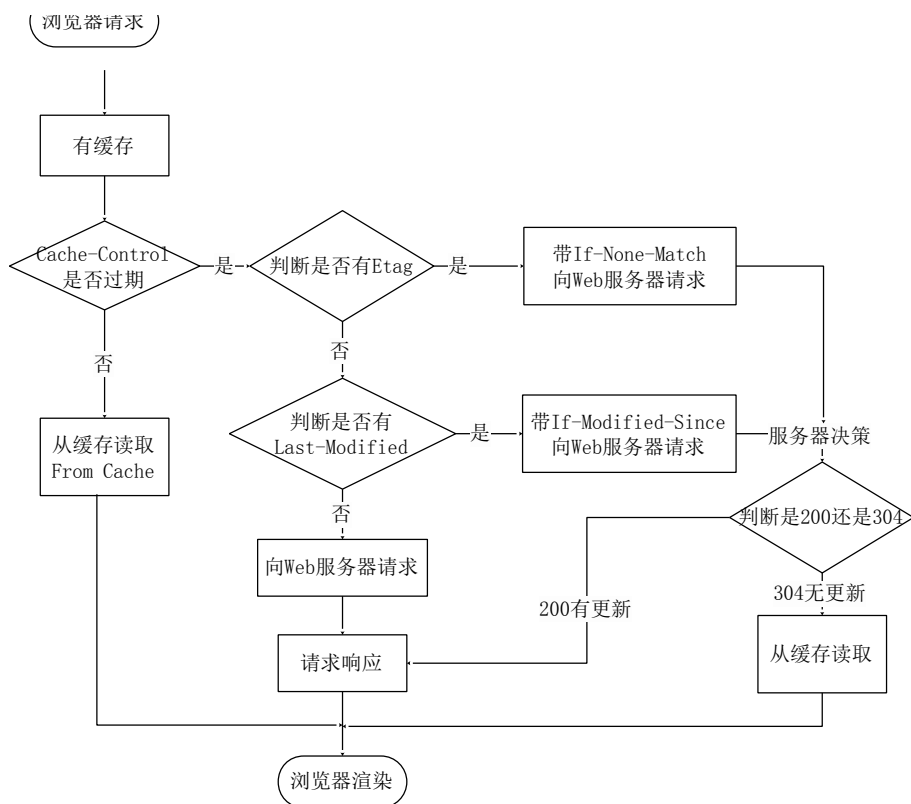 浏览器请求
有缓存
Cache-Control
是否过期
是
判断是否有Etag
是
带If-None-Match
向Web服务器请求
否
否
从缓存读取
From Cache
判断是否有
Last-Modified
是
带If-Modified-Since
向Web服务器请求
服务器决策
判断是200还是304
否
向Web服务器请求
200有更新
304无更新
请求响应
从缓存读取
浏览器渲染